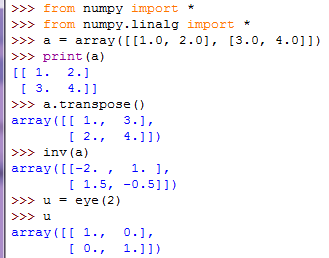 >>> from numpy import *
>>> from numpy.linalg import *
>>> a = array([[1.0, 2.0], [3.0, 4.0]])
>>> print(a)
[[ 1.  2.]
 [ 3.  4.]]
>>> a.transpose()
array([[ 1.,  3.],
       [ 2.,  4.]])
>>> inv(a)
array([[-2. ,  1. ],
       [ 1.5, -0.5]])
>>> u = eye(2)
>>> u
array([[ 1.,  0.],
       [ 0.,  1.]])